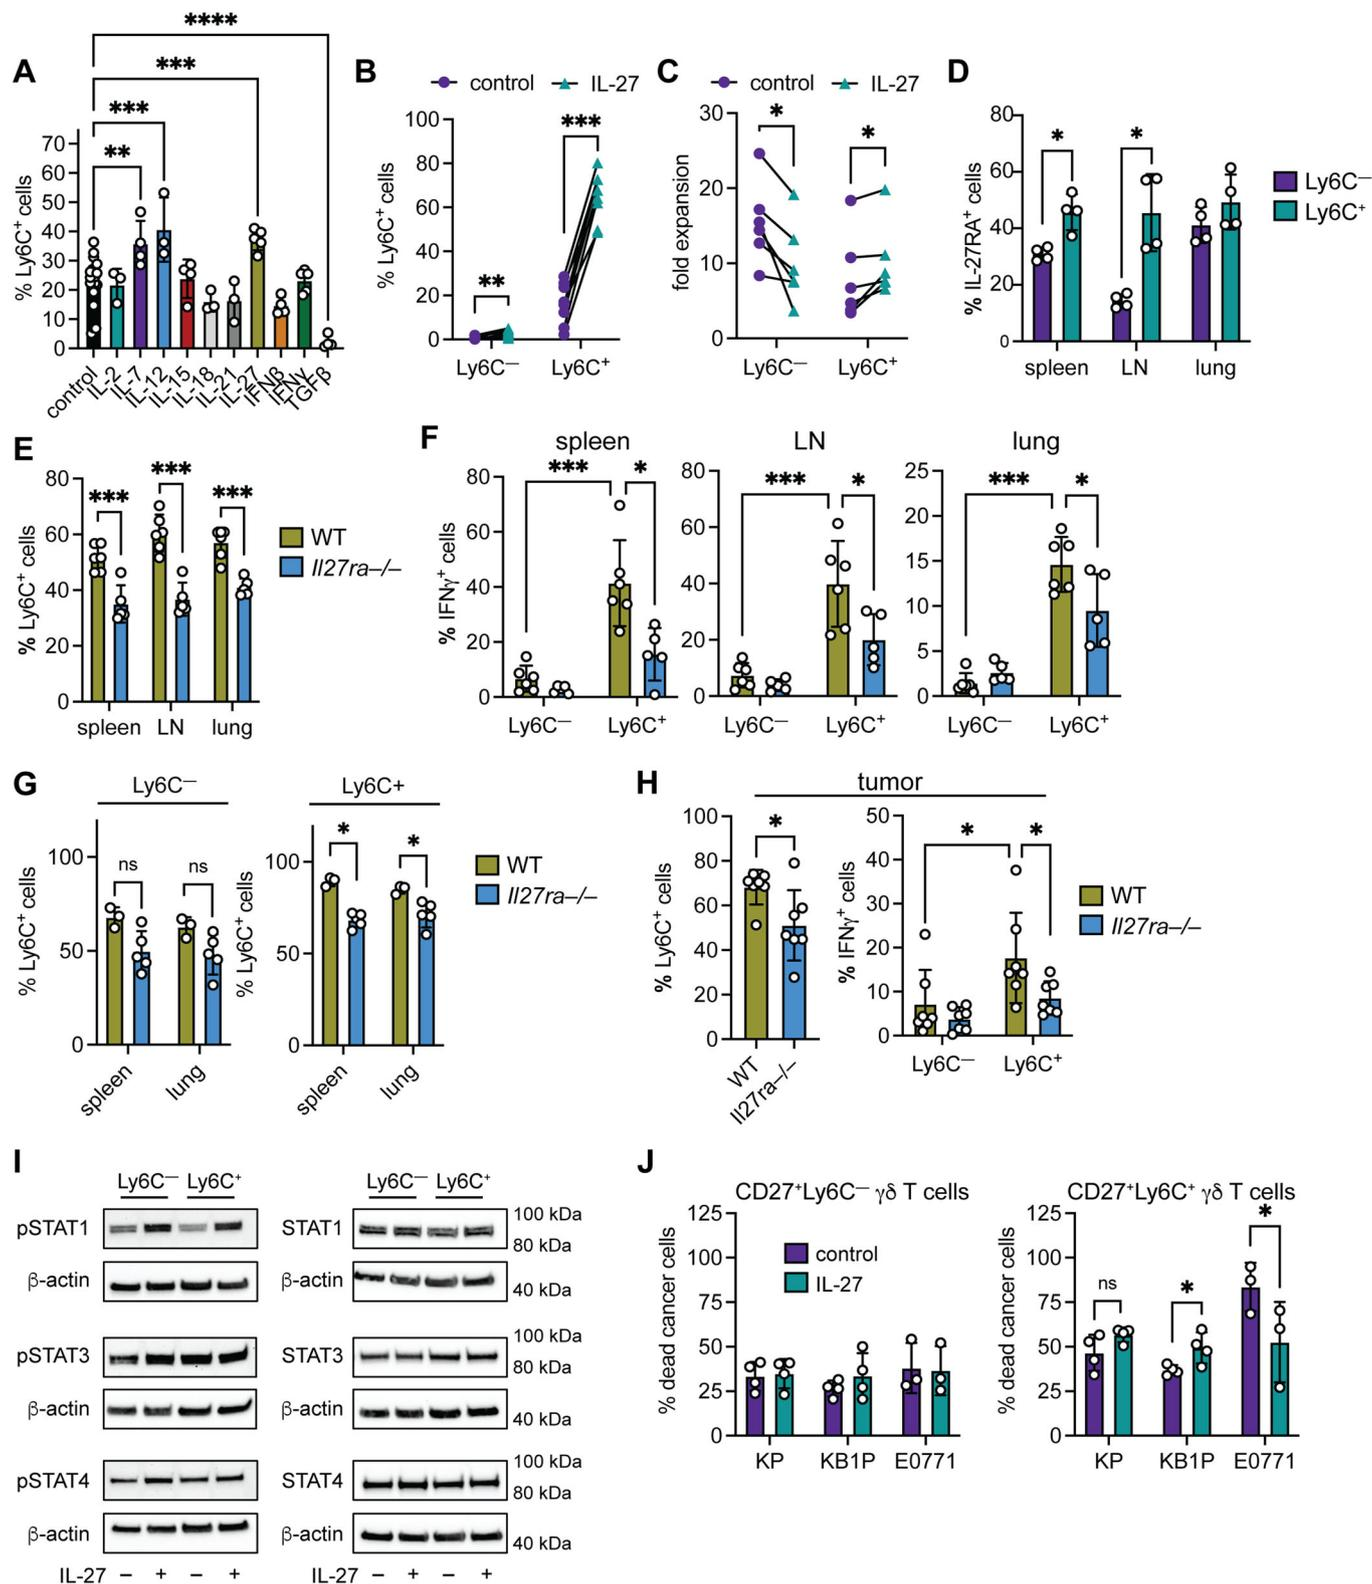 A
****
***
***
**
% Ly6C⁺ cells
70
60
50
40
30
20
10
0
control
IL-2
IL-7
IL-12
IL-15
IL-18
IL-21
IL-27
IFNβ
IFNγ
TGFβ
B
control
IL-27
% Ly6C⁺ cells
100
80
60
40
20
0
**
***
Ly6C—
Ly6C⁺
C
control
IL-27
fold expansion
30
20
10
0
*
*
Ly6C—
Ly6C⁺
D
% IL-27RA⁺ cells
80
60
40
20
0
*
*
spleen
LN
lung
Ly6C—
Ly6C⁺
E
% Ly6C⁺ cells
80
60
40
20
0
***
***
***
spleen
LN
lung
WT
Il27ra–/–
F
spleen
% IFNγ⁺ cells
80
60
40
20
0
***
*
Ly6C—
Ly6C⁺
LN
80
60
40
20
0
***
*
Ly6C—
Ly6C⁺
lung
25
20
15
10
5
0
***
*
Ly6C—
Ly6C⁺
G
Ly6C—
% Ly6C⁺ cells
100
50
0
ns
ns
spleen
lung
Ly6C+
% Ly6C⁺ cells
100
50
0
*
*
spleen
lung
WT
Il27ra–/–
H
tumor
% Ly6C⁺ cells
100
80
60
40
20
0
*
WT
Il27ra–/–
% IFNγ⁺ cells
50
40
30
20
10
0
*
*
Ly6C—
Ly6C⁺
WT
Il27ra–/–
I
Ly6C— Ly6C⁺
Ly6C— Ly6C⁺
pSTAT1
STAT1
100 kDa
80 kDa
β-actin
β-actin
40 kDa
pSTAT3
STAT3
100 kDa
80 kDa
β-actin
β-actin
40 kDa
pSTAT4
STAT4
100 kDa
80 kDa
β-actin
β-actin
40 kDa
IL-27 – + – +
IL-27 – + – +
J
CD27⁺Ly6C— γδ T cells
% dead cancer cells
125
100
75
50
25
0
control
IL-27
KP
KB1P
E0771
CD27⁺Ly6C⁺ γδ T cells
% dead cancer cells
125
100
75
50
25
0
ns
*
*
KP
KB1P
E0771